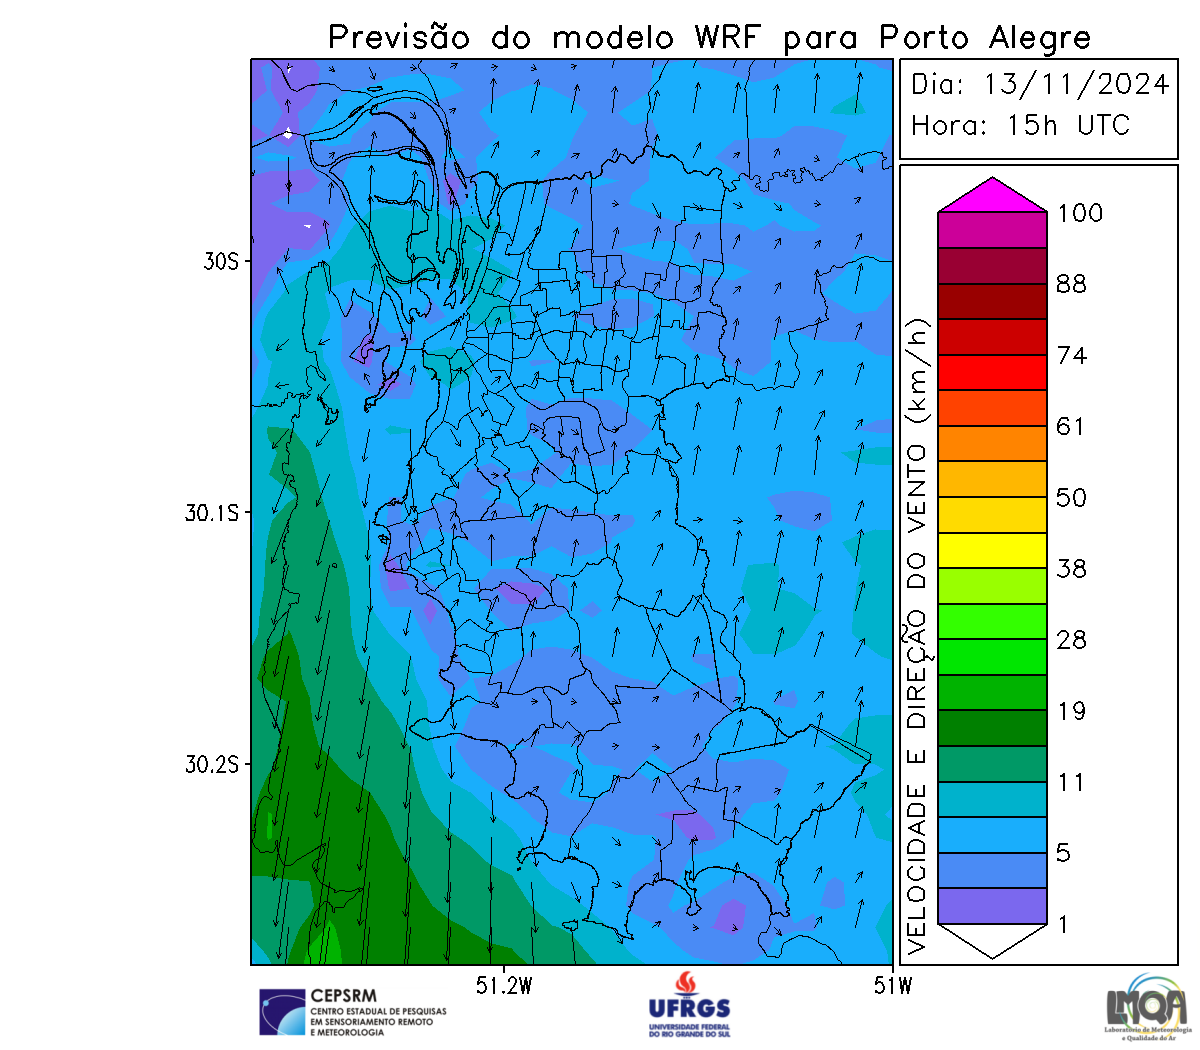 Previsão do modelo WRF para Porto Alegre
Dia: 13/11/2024
Hora: 15h UTC
30S
30.1S
30.2S
51.2W
51W
VELOCIDADE E DIREÇÃO DO VENTO (km/h)
100
88
74
61
50
38
28
19
11
5
1
CEPSRM
CENTRO ESTADUAL DE PESQUISAS
EM SENSORIAMENTO REMOTO
E METEOROLOGIA
UFRGS
UNIVERSIDADE FEDERAL
DO RIO GRANDE DO SUL
LMQA
Laboratório de Meteorologia
e Qualidade do Ar